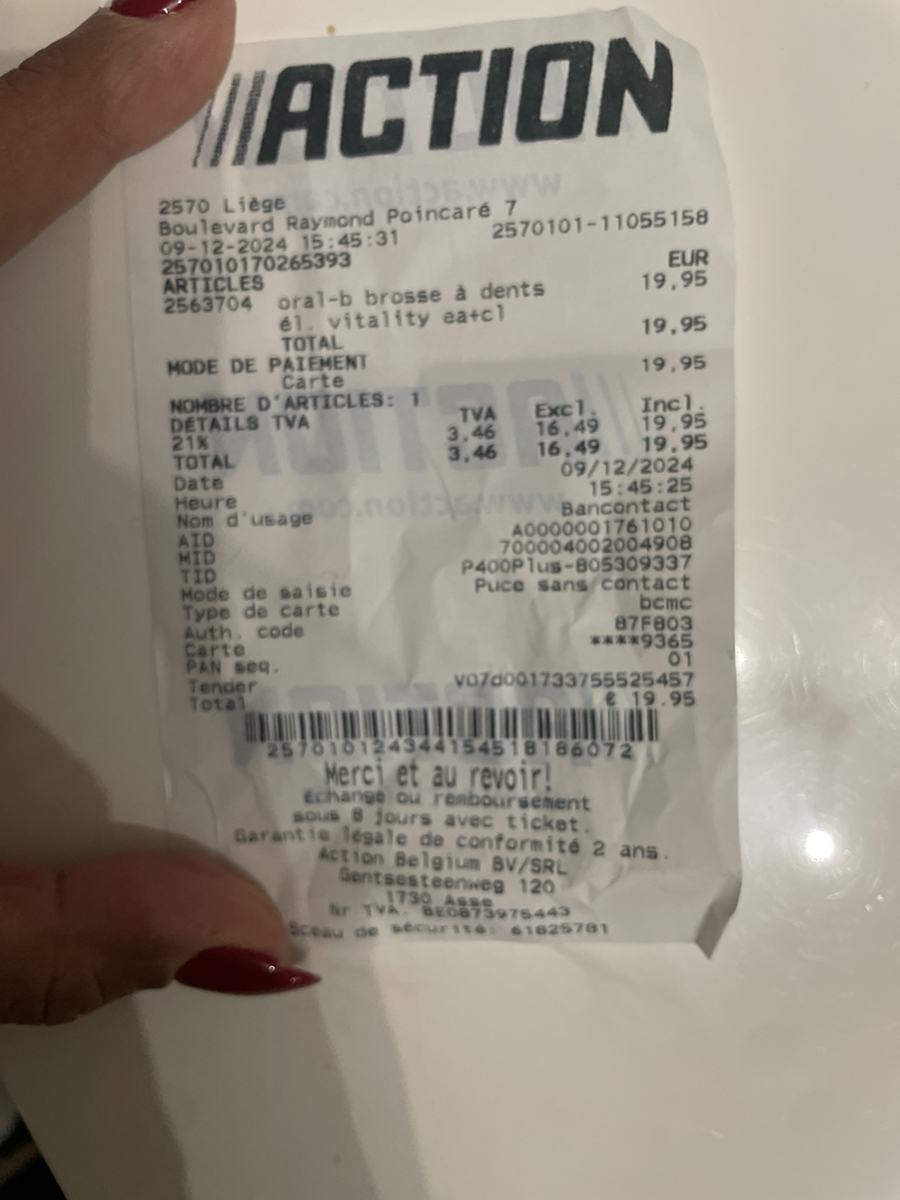 ACTION
2570 Liège
Boulevard Raymond Poincaré 7
09-12-2024 15:45:31 2570101-11055158
257010170265393
EUR
ARTICLES
2563704 oral-b brosse à dents 19,95
él. vitality ea+cl
TOTAL 19,95
MODE DE PAIEMENT
Carte 19,95
NOMBRE D'ARTICLES: 1
DÉTAILS TVA TVA Excl. Incl.
21% 3,46 16,49 19,95
TOTAL 3,46 16,49 19,95
Date 09/12/2024
Heure 15:45:25
Nom d'usage Bancontact
AID A0000001761010
MID 700004002004908
TID P400Plus-805309337
Mode de saisie Puce sans contact
Type de carte bcmc
Auth. code 87F803
Carte ****9365
PAN seq. 01
Tender V07d001733755525457
Total € 19.95
2570101243441545181860​72
Merci et au revoir!
Échange ou remboursement
sous 8 jours avec ticket.
Garantie légale de conformité 2 ans.
Action Belgium BV/SRL
Gentsesteenweg 120
1730 Asse
Nr TVA. BE0873975443
Sceau de sécurité: 61825781